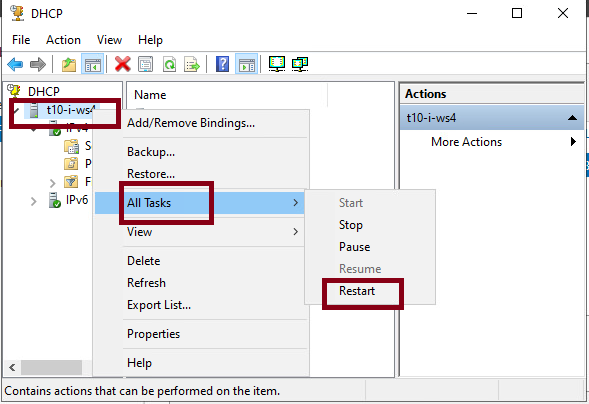 DHCP
File Action View Help
DHCP
t10-i-ws4
IPv4
S
P
F
IPv6
Name
Add/Remove Bindings...
Backup...
Restore...
All Tasks
View
Delete
Refresh
Export List...
Properties
Help
Start
Stop
Pause
Resume
Restart
Actions
t10-i-ws4
More Actions
Contains actions that can be performed on the item.